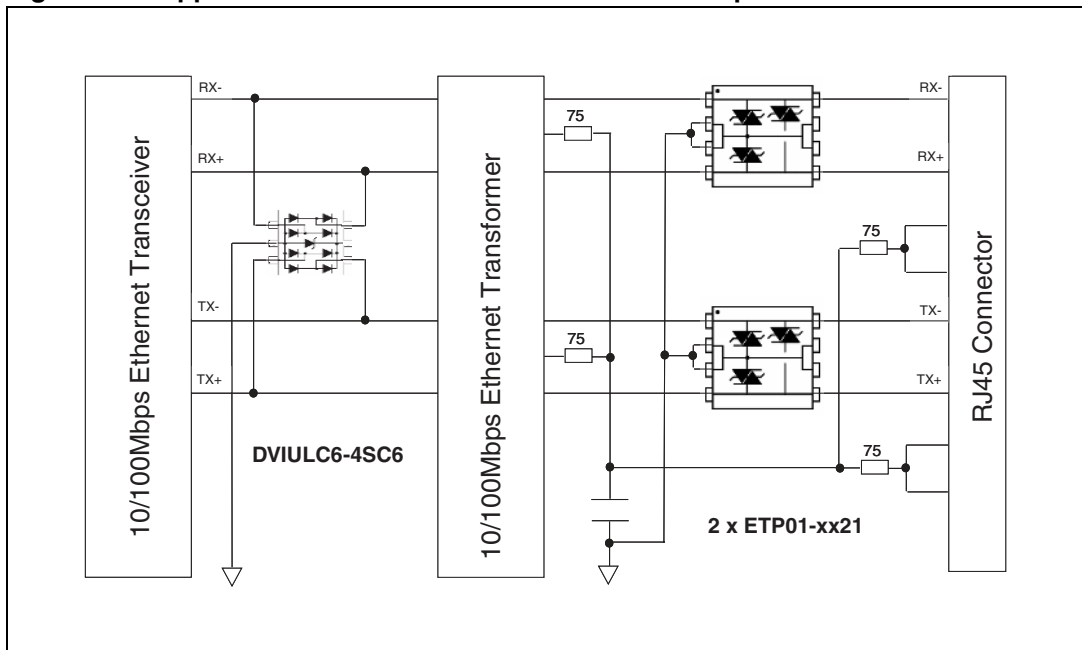 10/100Mbps Ethernet Transceiver
RX-
RX+
TX-
TX+
DVIULC6-4SC6
10/100Mbps Ethernet Transformer
75
75
75
75
2 x ETP01-xx21
RX-
RX+
TX-
TX+
RJ45 Connector